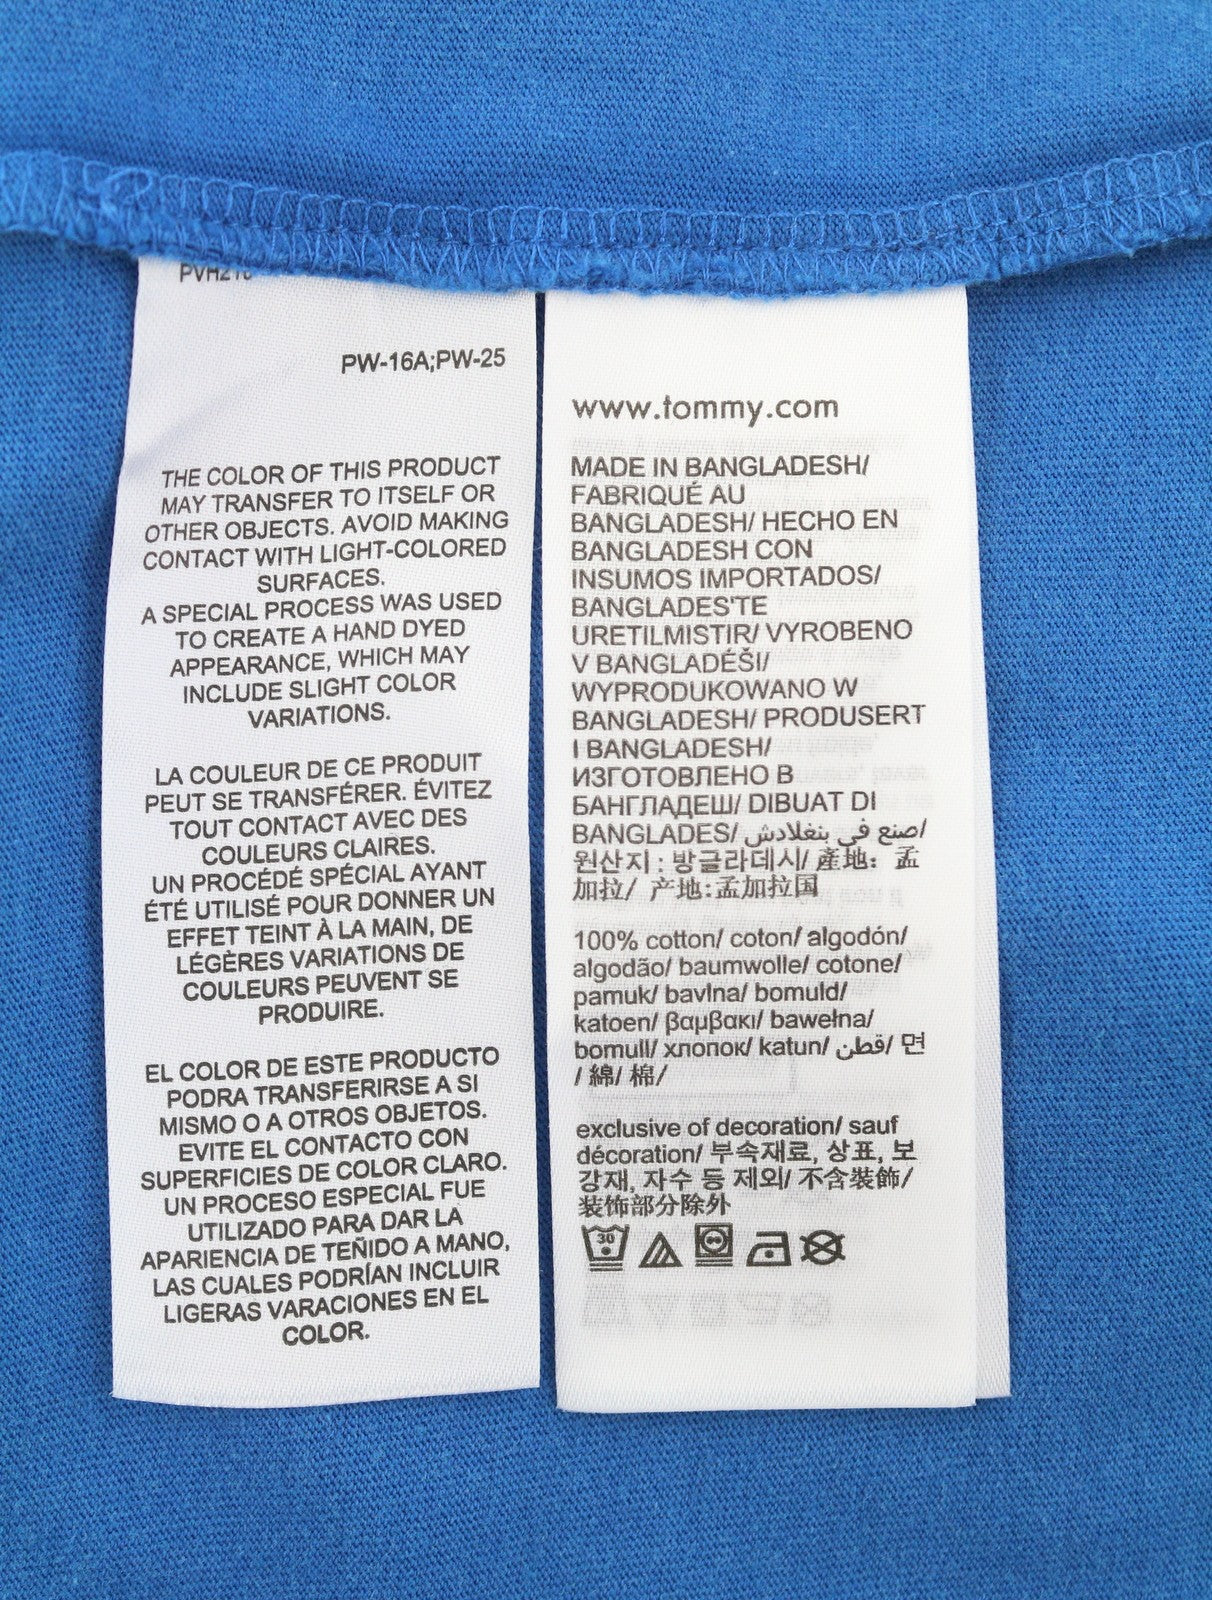 PW-16A;PW-25
THE COLOR OF THIS PRODUCT
MAY TRANSFER TO ITSELF OR
OTHER OBJECTS. AVOID MAKING
CONTACT WITH LIGHT-COLORED
SURFACES.
A SPECIAL PROCESS WAS USED
TO CREATE A HAND DYED
APPEARANCE, WHICH MAY
INCLUDE SLIGHT COLOR
VARIATIONS.
LA COULEUR DE CE PRODUIT
PEUT SE TRANSFÉRER. ÉVITEZ
TOUT CONTACT AVEC DES
COULEURS CLAIRES.
UN PROCÉDÉ SPÉCIAL AYANT
ÉTÉ UTILISÉ POUR DONNER UN
EFFET TEINT À LA MAIN, DE
LÉGÈRES VARIATIONS DE
COULEURS PEUVENT SE
PRODUIRE.
EL COLOR DE ESTE PRODUCTO
PODRA TRANSFERIRSE A SI
MISMO O A OTROS OBJETOS.
EVITE EL CONTACTO CON
SUPERFICIES DE COLOR CLARO.
UN PROCESO ESPECIAL FUE
UTILIZADO PARA DAR LA
APARIENCIA DE TEÑIDO A MANO,
LAS CUALES PODRÍAN INCLUIR
LIGERAS VARACIONES EN EL
COLOR.
www.tommy.com
MADE IN BANGLADESH/
FABRIQUÉ AU
BANGLADESH/ HECHO EN
BANGLADESH CON
INSUMOS IMPORTADOS/
BANGLADES'TE
URETILMISTIR/ VYROBENO
V BANGLADÉŠI/
WYPRODUKOWANO W
BANGLADESH/ PRODUSERT
I BANGLADESH/
ИЗГОТОВЛЕНО В
БАНГЛАДЕШ/ DIBUAT DI
BANGLADES/ صنع في بنغلادش/
원산지 : 방글라데시/ 產地： 孟
加拉/ 产地:孟加拉国
100% cotton/ coton/ algodón/
algodão/ baumwolle/ cotone/
pamuk/ bavlna/ bomuld/
katoen/ βαμβακι/ bawełna/
bomull/ хлопок/ katun/ قطن/ 면
/ 綿/ 棉/
exclusive of decoration/ sauf
décoration/ 부속재료, 상표, 보
강재, 자수 등 제외/ 不含裝飾/
装饰部分除外
30